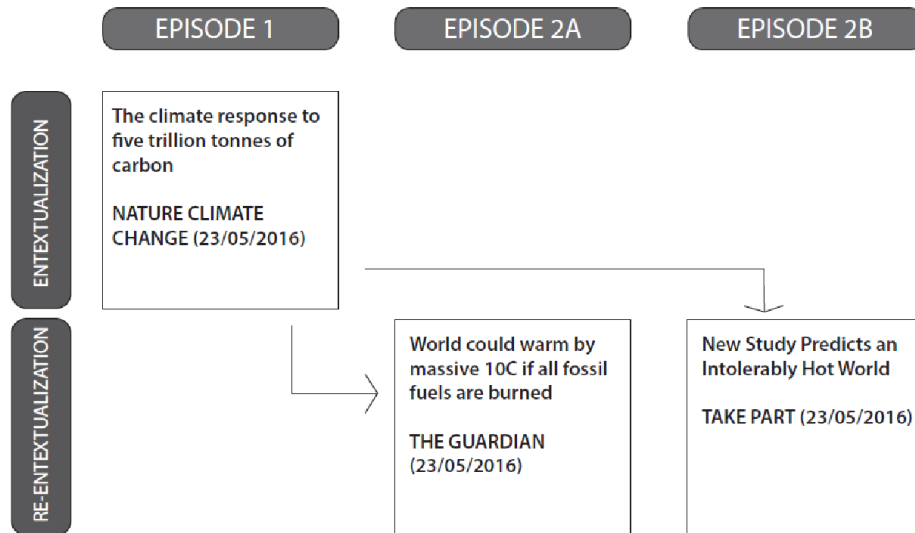 EPISODE 1
EPISODE 2A
EPISODE 2B
ENTEXTUALIZATION
The climate response to
five trillion tonnes of
carbon
NATURE CLIMATE
CHANGE (23/05/2016)
RE-ENTEXTUALIZATION
World could warm by
massive 10C if all fossil
fuels are burned
THE GUARDIAN
(23/05/2016)
New Study Predicts an
Intolerably Hot World
TAKE PART (23/05/2016)